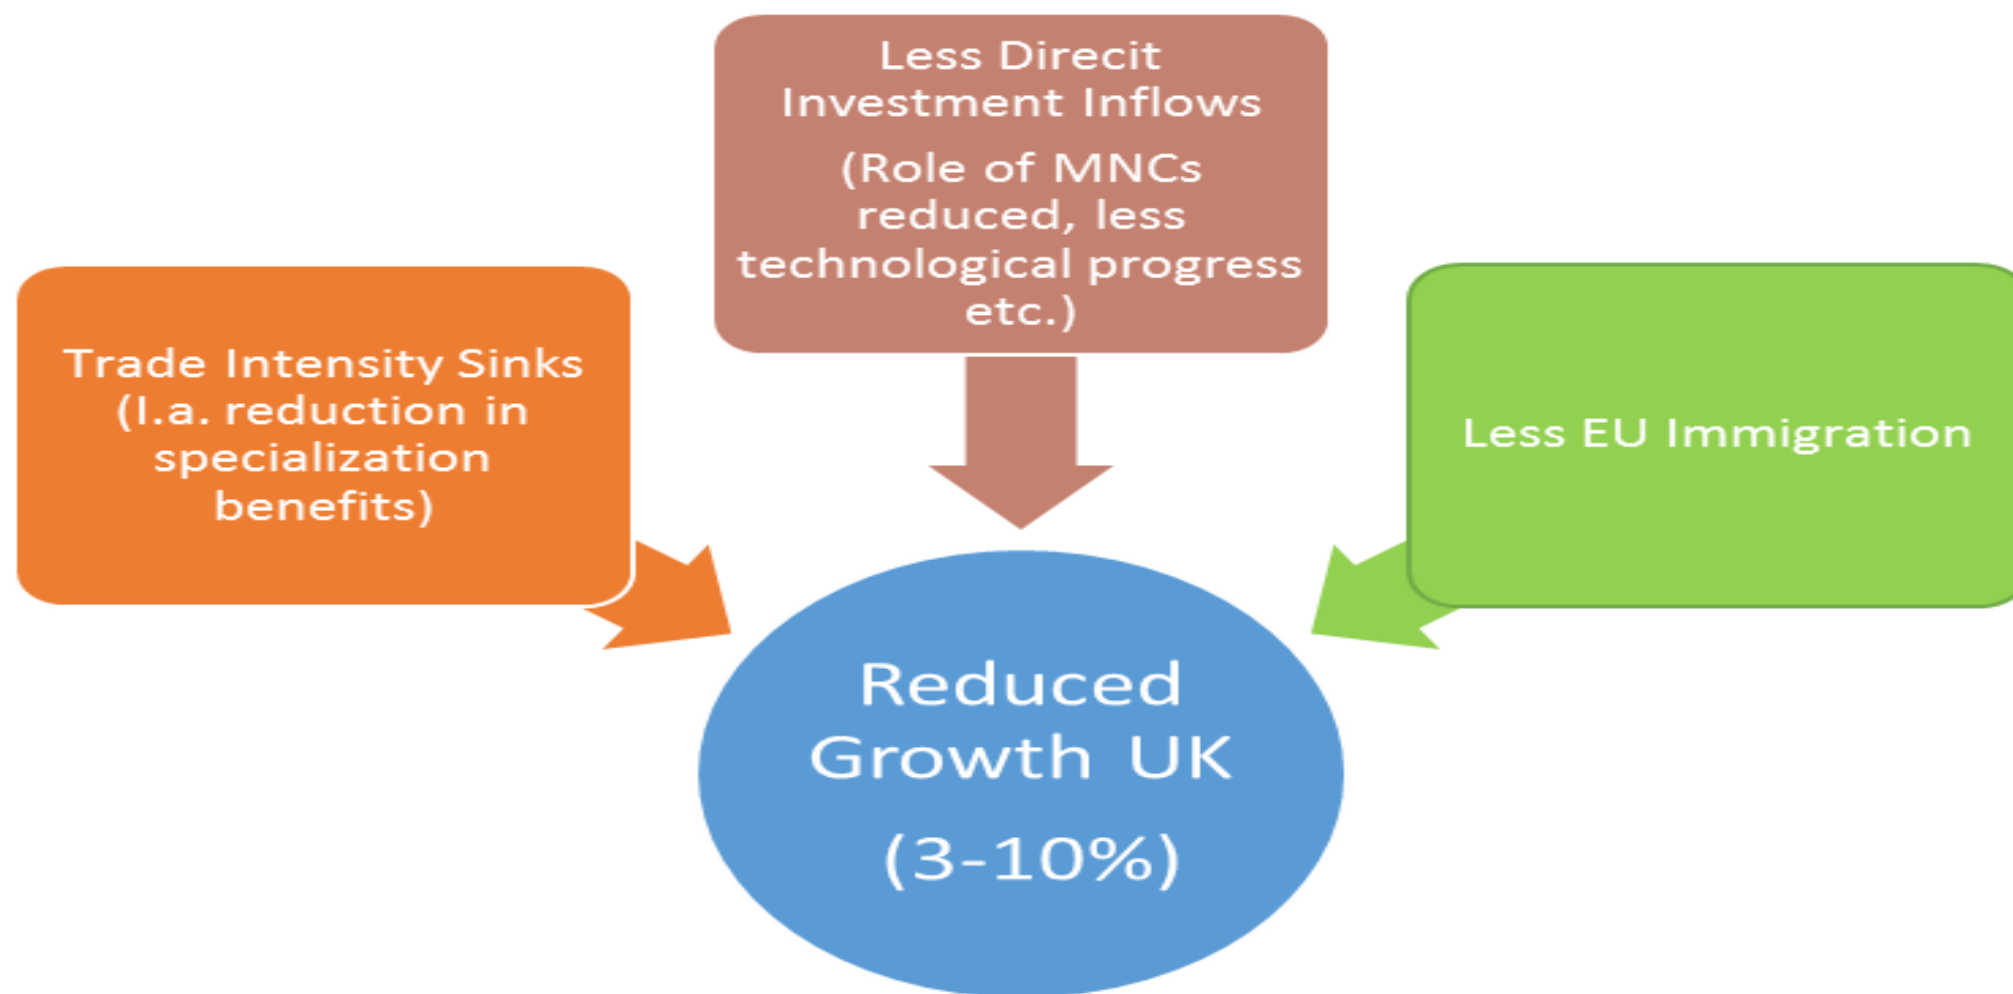 Less Direcit
Investment Inflows
(Role of MNCs
reduced, less
technological progress
etc.)
Trade Intensity Sinks
(I.a. reduction in
specialization
benefits)
Less EU Immigration
Reduced
Growth UK
(3-10%)